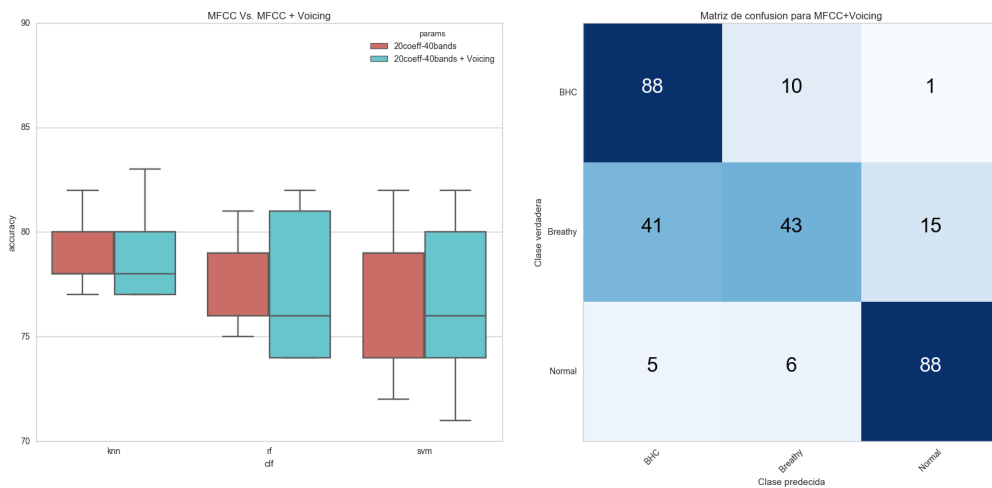 MFCC Vs. MFCC + Voicing
params
20coeff-40bands
20coeff-40bands + Voicing
90
85
80
75
70
accuracy
knn
rf
svm
clf
Matriz de confusion para MFCC+Voicing
BHC
88
10
1
Breathy
41
43
15
Normal
5
6
88
Clase verdadera
BHC
Breathy
Normal
Clase predecida